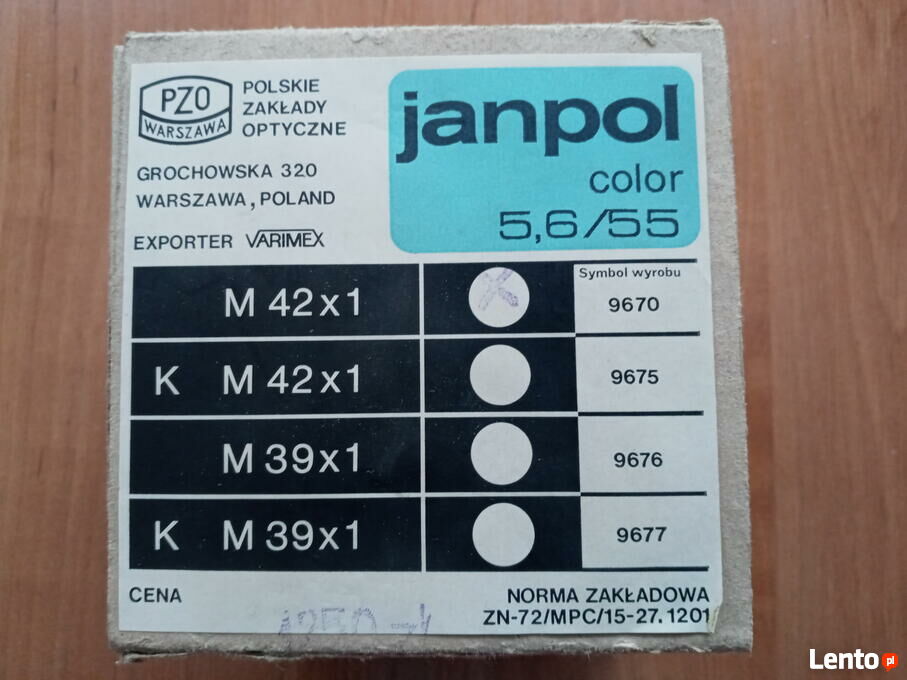 PZO
WARSZAWA
POLSKIE
ZAKŁADY
OPTYCZNE
GROCHOWSKA 320
WARSZAWA, POLAND
EXPORTER VARIMEX
janpol
color
5,6/55
Symbol wyrobu
M 42x1 X 9670
K M 42x1 9675
M 39x1 9676
K M 39x1 9677
CENA
NORMA ZAKŁADOWA
ZN-72/MPC/15-27.1201
Lento.pl